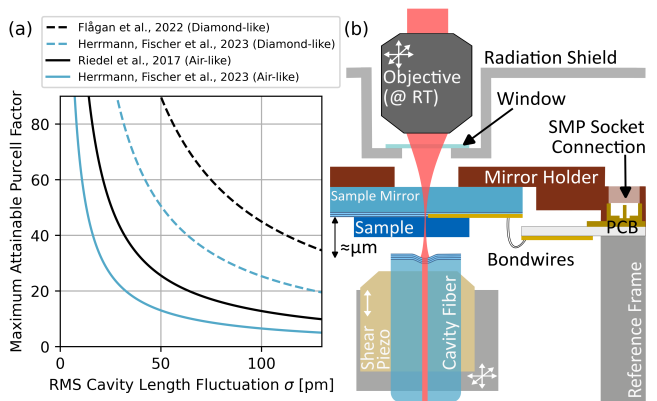 (a)
Flågan et al., 2022 (Diamond-like)
Herrmann, Fischer et al., 2023 (Diamond-like)
Riedel et al., 2017 (Air-like)
Herrmann, Fischer et al., 2023 (Air-like)
Maximum Attainable Purcell Factor
80
60
40
20
0
0
50
100
RMS Cavity Length Fluctuation σ [pm]
(b)
Objective
(@ RT)
Radiation Shield
Window
SMP Socket
Connection
Mirror Holder
Sample Mirror
Sample
≈μm
PCB
Bondwires
Shear
Piezo
Cavity Fiber
Reference Frame